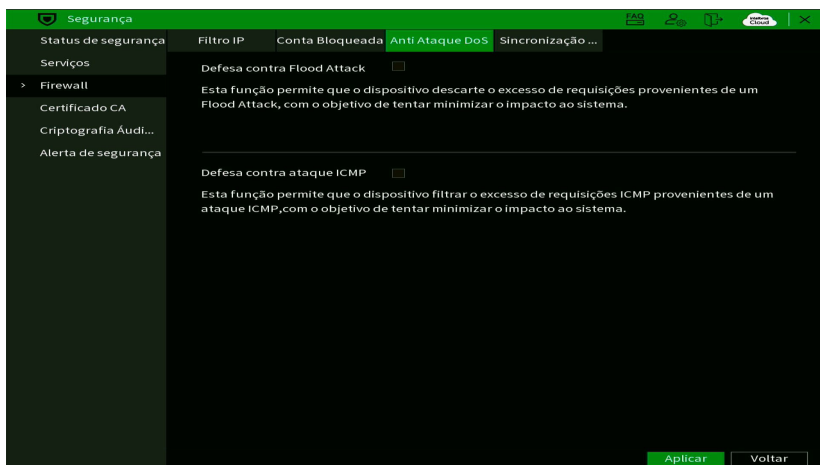 Segurança
FAQ
intelbras
Cloud
Status de segurança
Serviços
> Firewall
Certificado CA
Criptografia Áudi...
Alerta de segurança
Filtro IP
Conta Bloqueada
Anti Ataque DoS
Sincronização ...
Defesa contra Flood Attack
Esta função permite que o dispositivo descarte o excesso de requisições provenientes de um
Flood Attack, com o objetivo de tentar minimizar o impacto ao sistema.
Defesa contra ataque ICMP
Esta função permite que o dispositivo filtrar o excesso de requisições ICMP provenientes de um
ataque ICMP,com o objetivo de tentar minimizar o impacto ao sistema.
Aplicar
Voltar